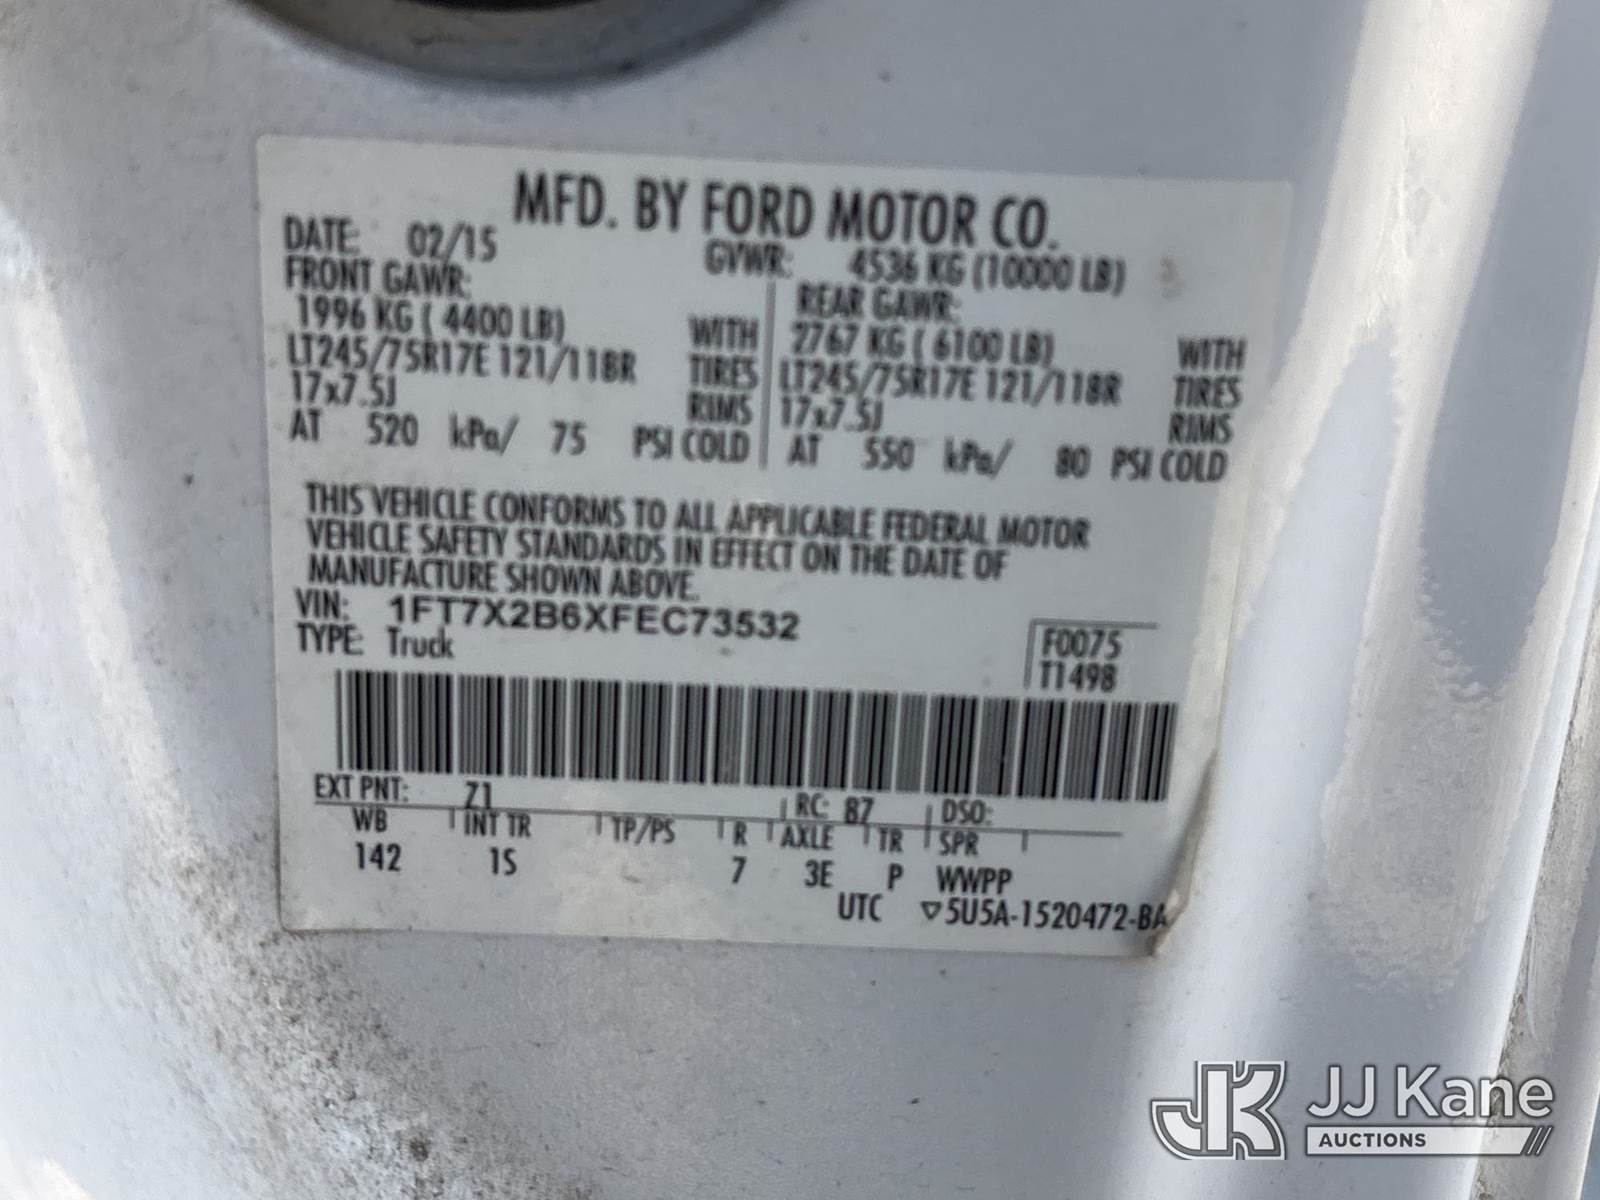 MFD. BY FORD MOTOR CO.
DATE: 02/15 GVWR: 4536 KG (10000 LB)
FRONT GAWR: REAR GAWR:
1996 KG ( 4400 LB) WITH 2767 KG ( 6100 LB) WITH
LT245/75R17E 121/118R TIRES LT245/75R17E 121/118R TIRES
17x7.5J RIMS 17x7.5J RIMS
AT 520 kPa/ 75 PSI COLD AT 550 kPa/ 80 PSI COLD
THIS VEHICLE CONFORMS TO ALL APPLICABLE FEDERAL MOTOR
VEHICLE SAFETY STANDARDS IN EFFECT ON THE DATE OF
MANUFACTURE SHOWN ABOVE.
VIN: 1FT7X2B6XFEC73532
TYPE: Truck F0075
T1498
EXT PNT: Z1 RC: 87 DSO:
WB INT TR TP/PS R AXLE TR SPR
142 1S 7 3E P WWPP
UTC ▽5U5A-1520472-BA
JK JJ Kane
AUCTIONS